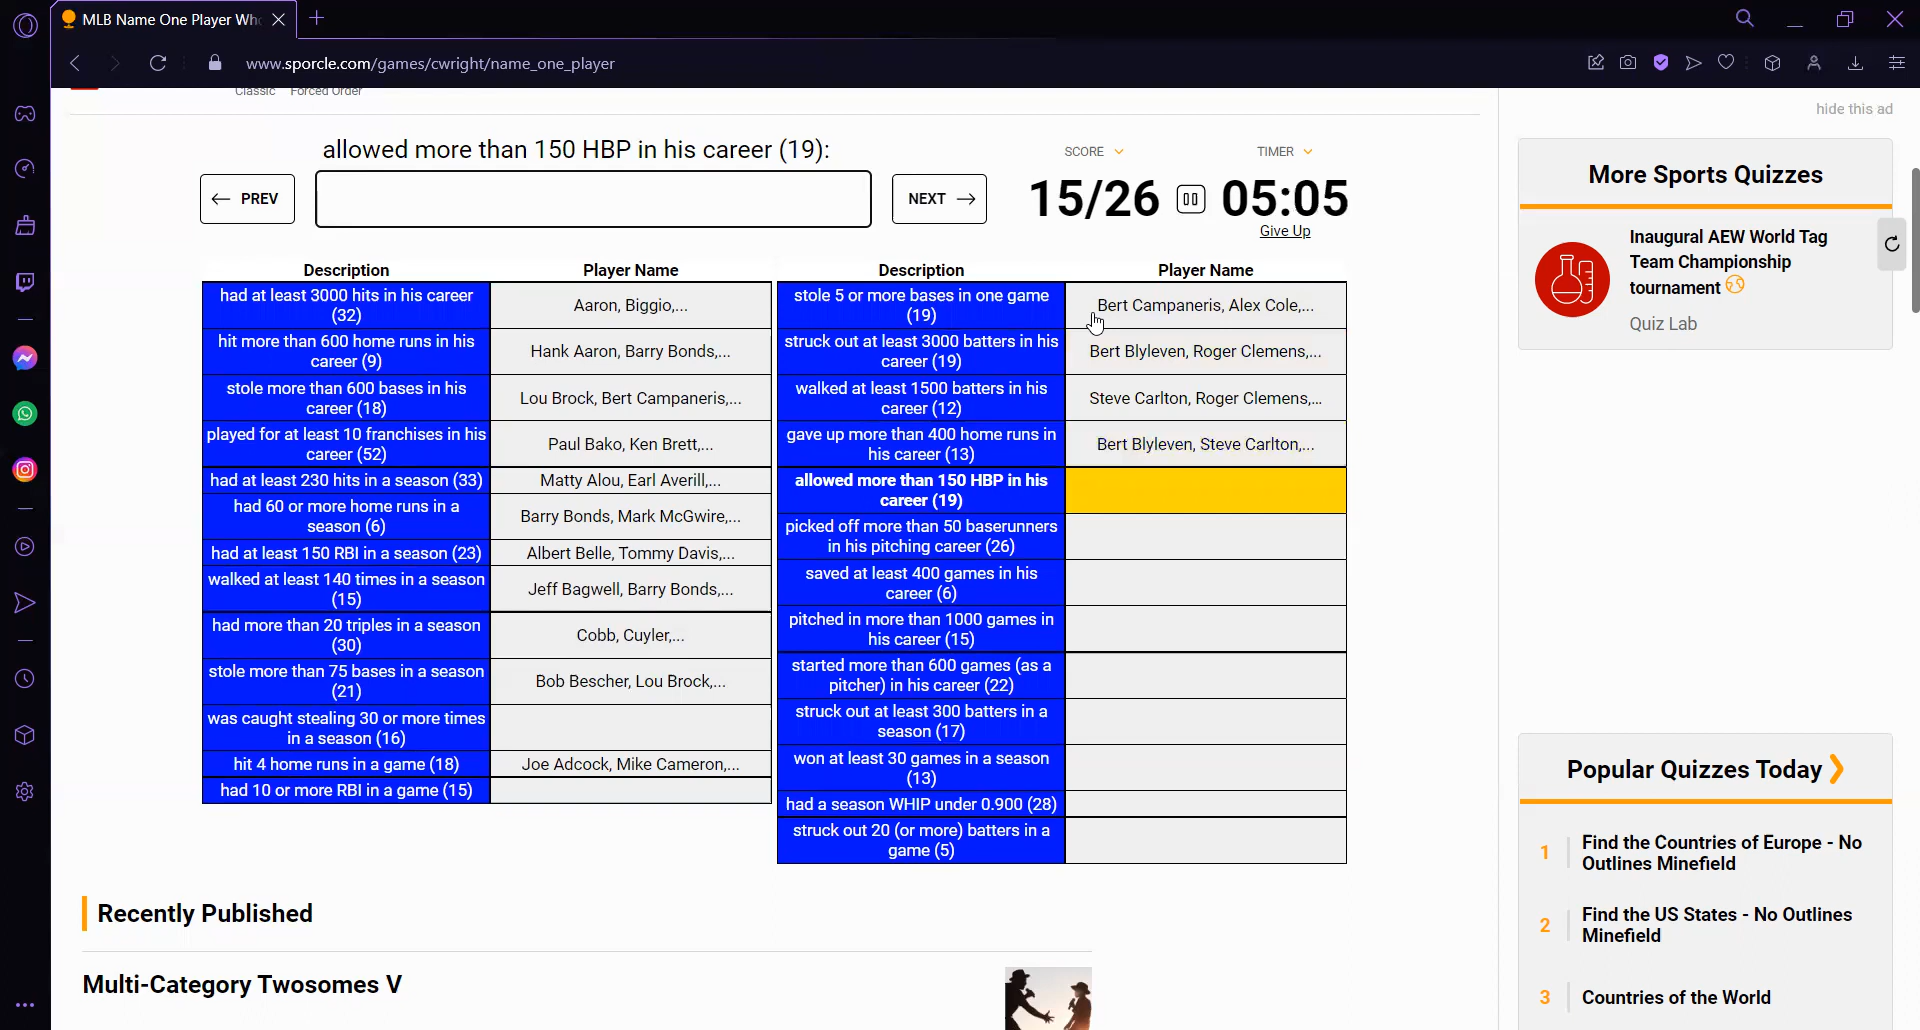 MLB Name One Player Wh
www.sporcle.com/games/cwright/name_one_player
Classic Forced Order
hide this ad
allowed more than 150 HBP in his career (19):
SCORE
TIMER
PREV
NEXT
15/26
05:05
Give Up
Description Player Name
had at least 3000 hits in his career
(32)
Aaron, Biggio,...
hit more than 600 home runs in his
career (9)
Hank Aaron, Barry Bonds,...
stole more than 600 bases in his
career (18)
Lou Brock, Bert Campaneris,...
played for at least 10 franchises in his
career (52)
Paul Bako, Ken Brett,...
had at least 230 hits in a season (33)
Matty Alou, Earl Averill,...
had 60 or more home runs in a
season (6)
Barry Bonds, Mark McGwire,...
had at least 150 RBI in a season (23)
Albert Belle, Tommy Davis,...
walked at least 140 times in a season
(15)
Jeff Bagwell, Barry Bonds,...
had more than 20 triples in a season
(30)
Cobb, Cuyler,...
stole more than 75 bases in a season
(21)
Bob Bescher, Lou Brock,...
was caught stealing 30 or more times
in a season (16)
hit 4 home runs in a game (18)
Joe Adcock, Mike Cameron,...
had 10 or more RBI in a game (15)
Description Player Name
stole 5 or more bases in one game
(19)
Bert Campaneris, Alex Cole,...
struck out at least 3000 batters in his
career (19)
Bert Blyleven, Roger Clemens,...
walked at least 1500 batters in his
career (12)
Steve Carlton, Roger Clemens,...
gave up more than 400 home runs in
his career (13)
Bert Blyleven, Steve Carlton,...
allowed more than 150 HBP in his
career (19)
picked off more than 50 baserunners
in his pitching career (26)
saved at least 400 games in his
career (6)
pitched in more than 1000 games in
his career (15)
started more than 600 games (as a
pitcher) in his career (22)
struck out at least 300 batters in a
season (17)
won at least 30 games in a season
(13)
had a season WHIP under 0.900 (28)
struck out 20 (or more) batters in a
game (5)
More Sports Quizzes
Inaugural AEW World Tag
Team Championship
tournament
Quiz Lab
Popular Quizzes Today
1 Find the Countries of Europe - No
Outlines Minefield
2 Find the US States - No Outlines
Minefield
3 Countries of the World
Recently Published
Multi-Category Twosomes V